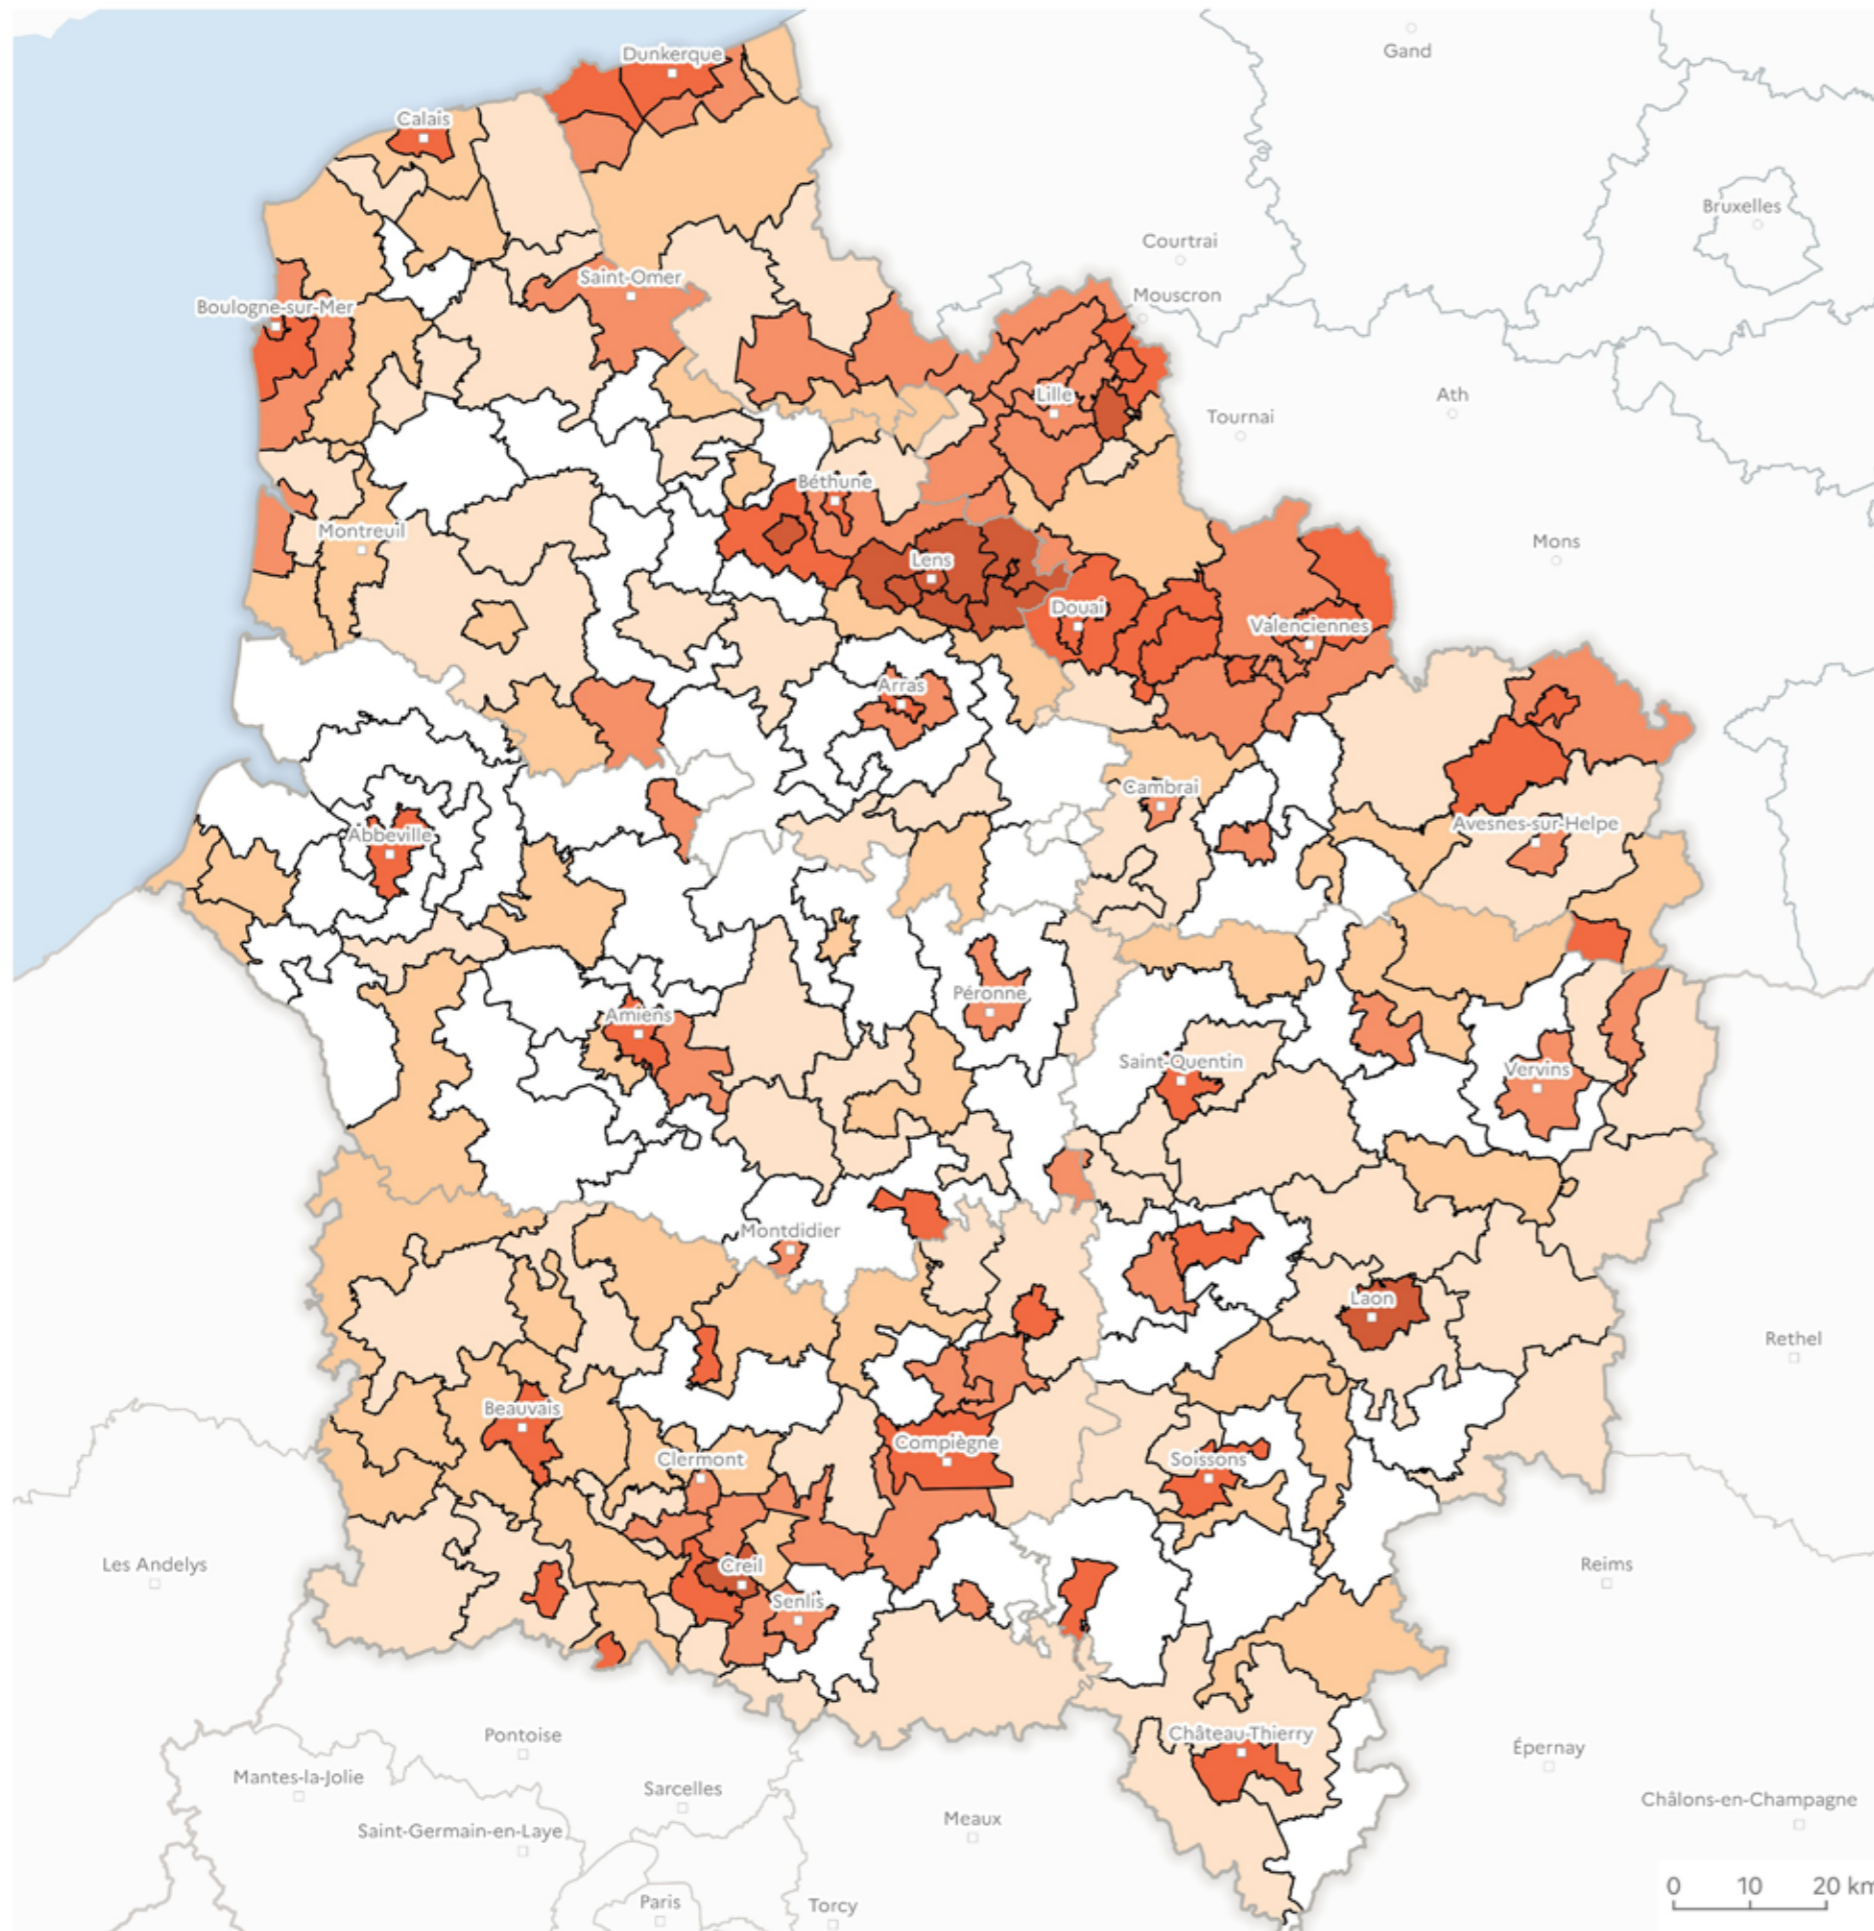 Gand
Dunkerque
Calais
Bruxelles
Courtrai
Saint-Omer
Mouscron
Boulogne-sur-Mer
Lille
Ath
Tournai
Béthune
Montreuil
Mons
Lens
Douai
Valenciennes
Arras
Cambrai
Avesnes-sur-Helpe
Abbeville
Péronne
Amiens
Saint-Quentin
Vervins
Montdidier
Laon
Rethel
Beauvais
Compiègne
Clermont
Soissons
Les Andelys
Creil
Reims
Senlis
Pontoise
Château-Thierry
Épernay
Mantes-la-Jolie
Sarcelles
Châlons-en-Champagne
Meaux
Saint-Germain-en-Laye
Paris
Torcy
0 10 20 km